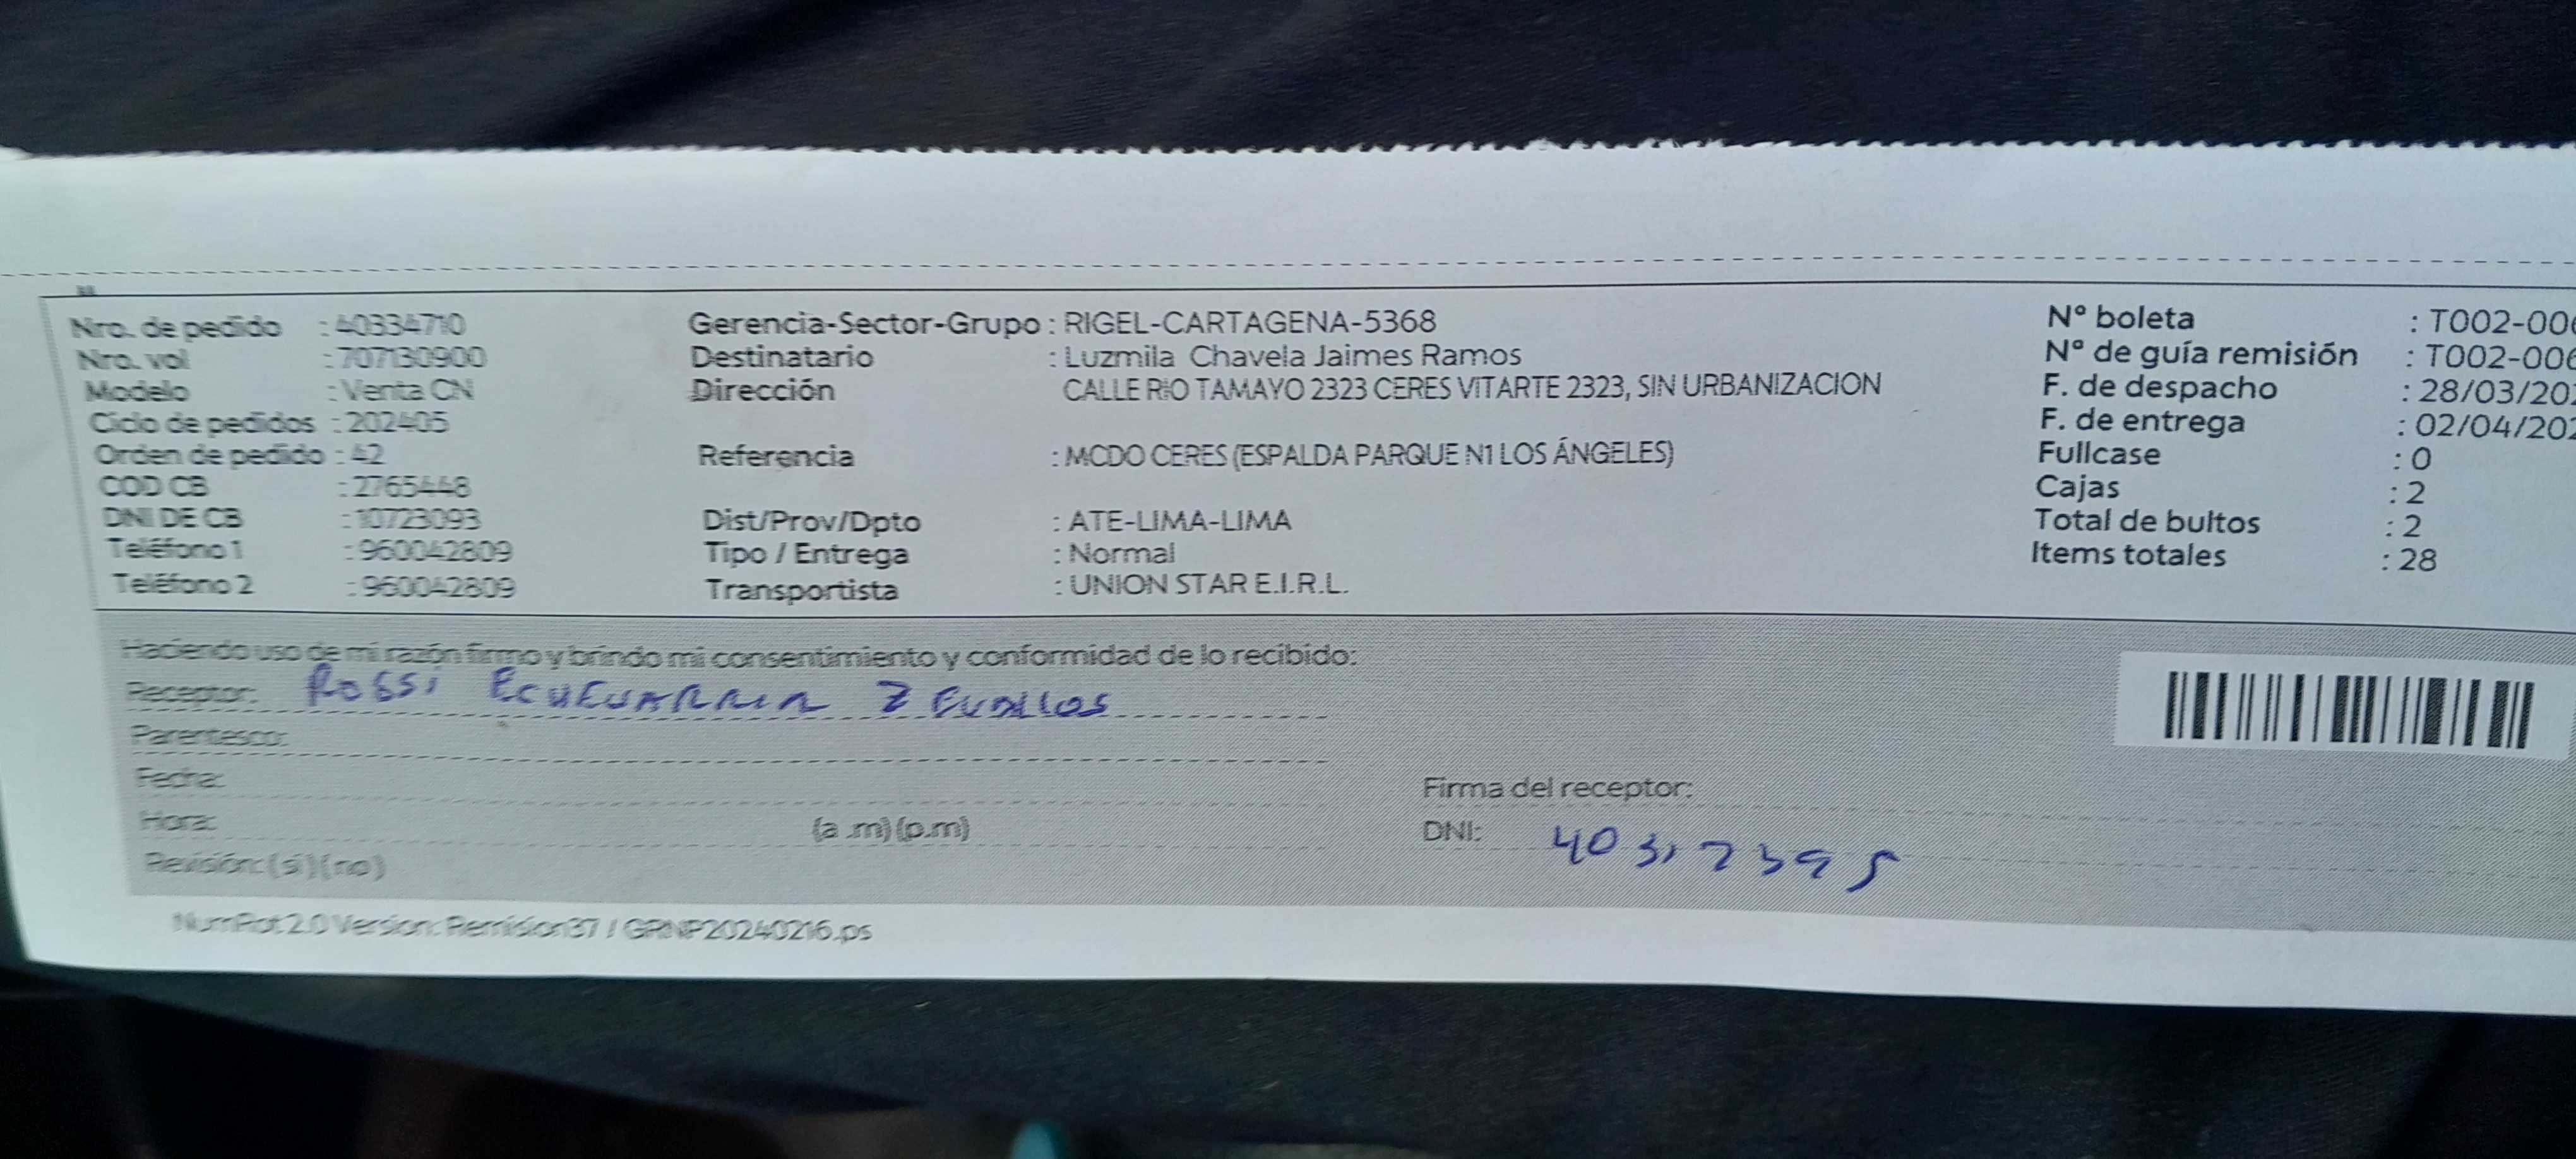 Nro. de pedido : 40334710
Nro. vol : 707130900
Modelo : Venta CN
Ciclo de pedidos : 202405
Orden de pedido : 42
COD CB : 2765448
DNI DE CB : 10723093
Teléfono 1 : 960042809
Teléfono 2 : 960042809
Gerencia-Sector-Grupo : RIGEL-CARTAGENA-5368
Destinatario : Luzmila Chavela Jaimes Ramos
Dirección CALLE RIO TAMAYO 2323 CERES VITARTE 2323, SIN URBANIZACION
Referencia : MCDO CERES (ESPALDA PARQUE N1 LOS ÁNGELES)
Dist/Prov/Dpto : ATE-LIMA-LIMA
Tipo / Entrega : Normal
Transportista : UNION STAR E.I.R.L.
Nº boleta : T002-00
Nº de guía remisión : T002-00
F. de despacho : 28/03/20
F. de entrega : 02/04/20
Fullcase : 0
Cajas : 2
Total de bultos : 2
Items totales : 28
Haciendo uso de mi razón firmo y brindo mi consentimiento y conformidad de lo recibido:
Receptor: ROSSI ECHEVARRIA ZEVALLOS
Parentesco:
Fecha:
Hora: (a .m) (p.m)
Revisión: (si) (no)
Firma del receptor:
DNI: 40312395
NumRot 2.0 Version: Remision37 / GRNP20240216.ps